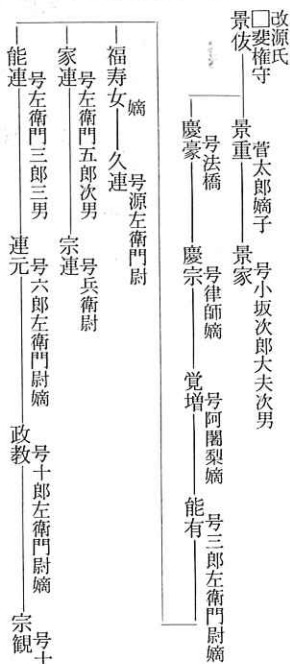 改源氏
□斐権守
菅太郎嫡子 号小坂次郎大夫次男
景重 景家
号法橋 号律師嫡 号阿闍梨嫡 号三郎左衛門尉嫡
慶豪 慶宗 覚増 能有
嫡 号源左衛門尉
福寿女 久連
号左衛門五郎次男 号兵衛尉
家連 宗連
号左衛門三郎三男 号六郎左衛門尉嫡 号十郎左衛門尉嫡 号十
能連 連元 政教 宗観